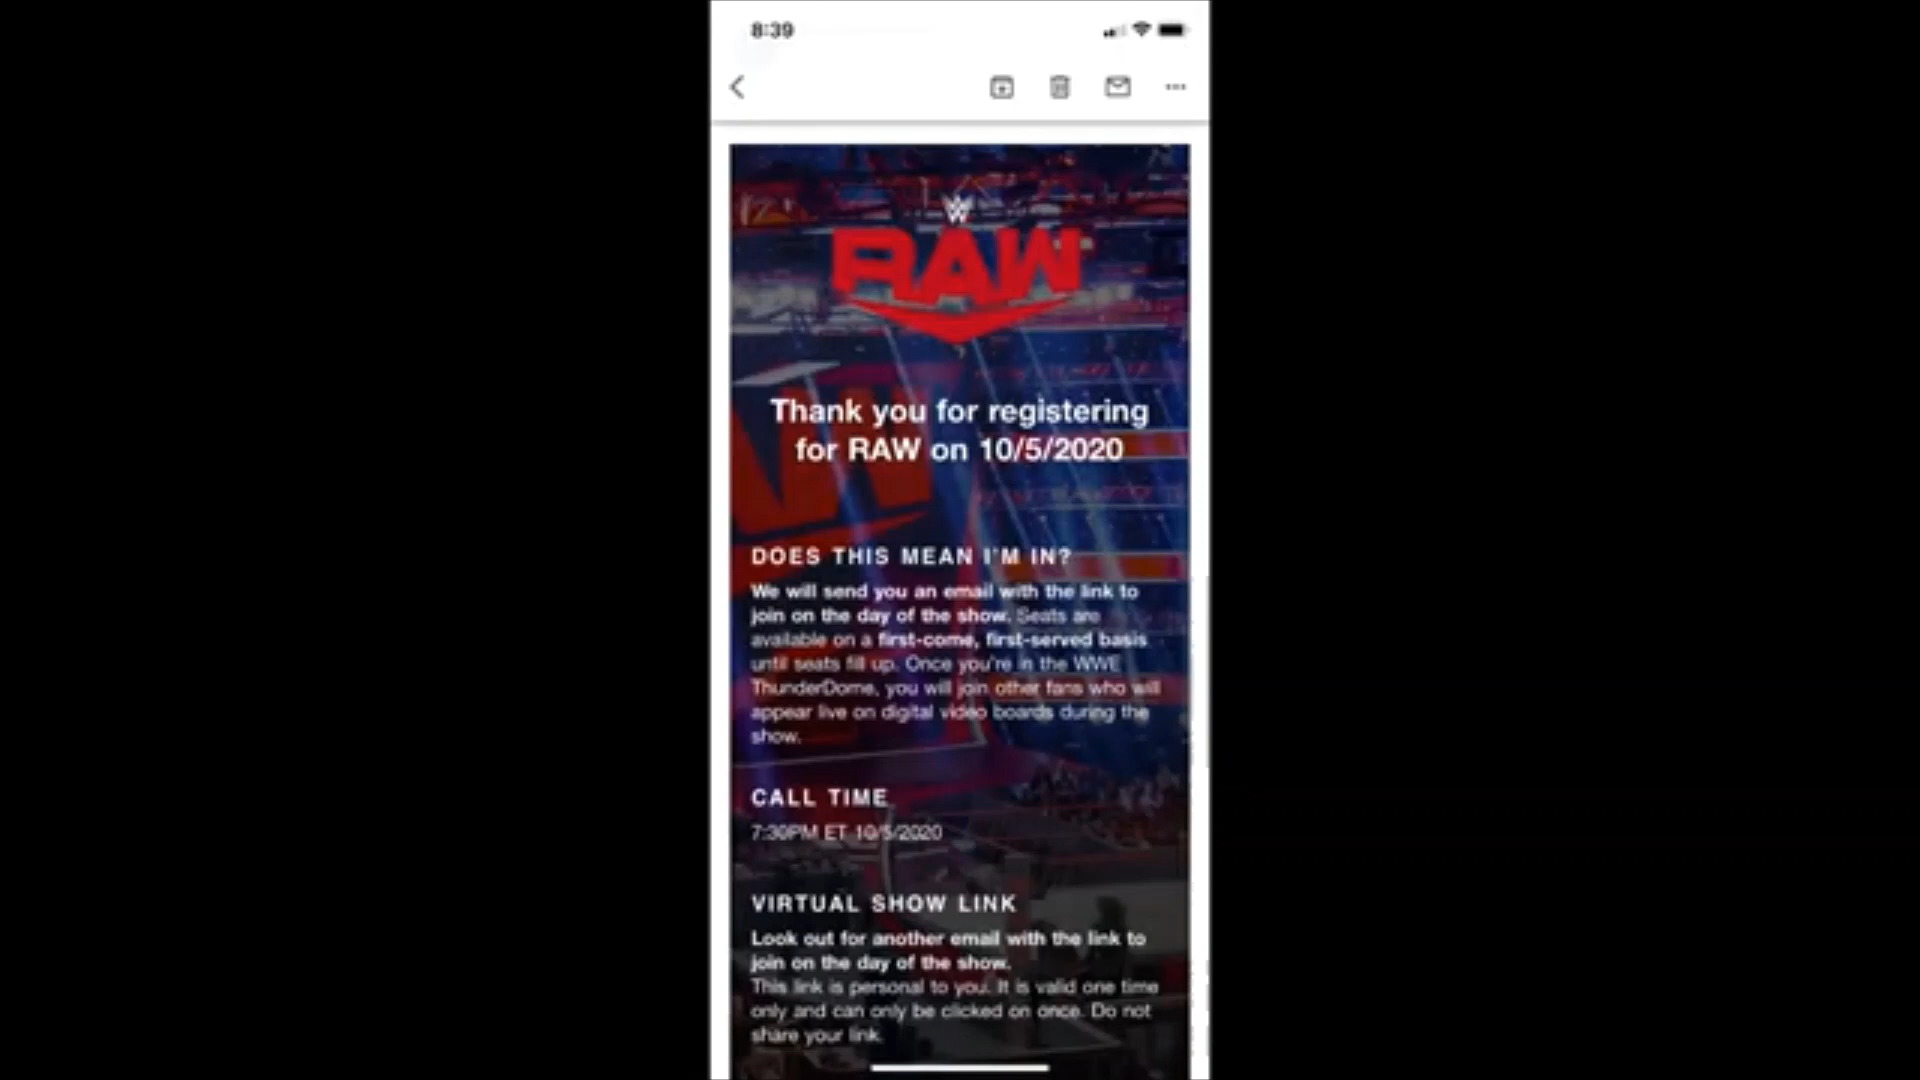 8:39
W
RAW
Thank you for registering
for RAW on 10/5/2020
DOES THIS MEAN I'M IN?
We will send you an email with the link to
join on the day of the show. Seats are
available on a first-come, first-served basis
until seats fill up. Once you're in the WWE
ThunderDome, you will join other fans who will
appear live on digital video boards during the
show.
CALL TIME
7:30PM ET 10/5/2020
VIRTUAL SHOW LINK
Look out for another email with the link to
join on the day of the show.
This link is personal to you. It is valid one time
only and can only be clicked on once. Do not
share your link.